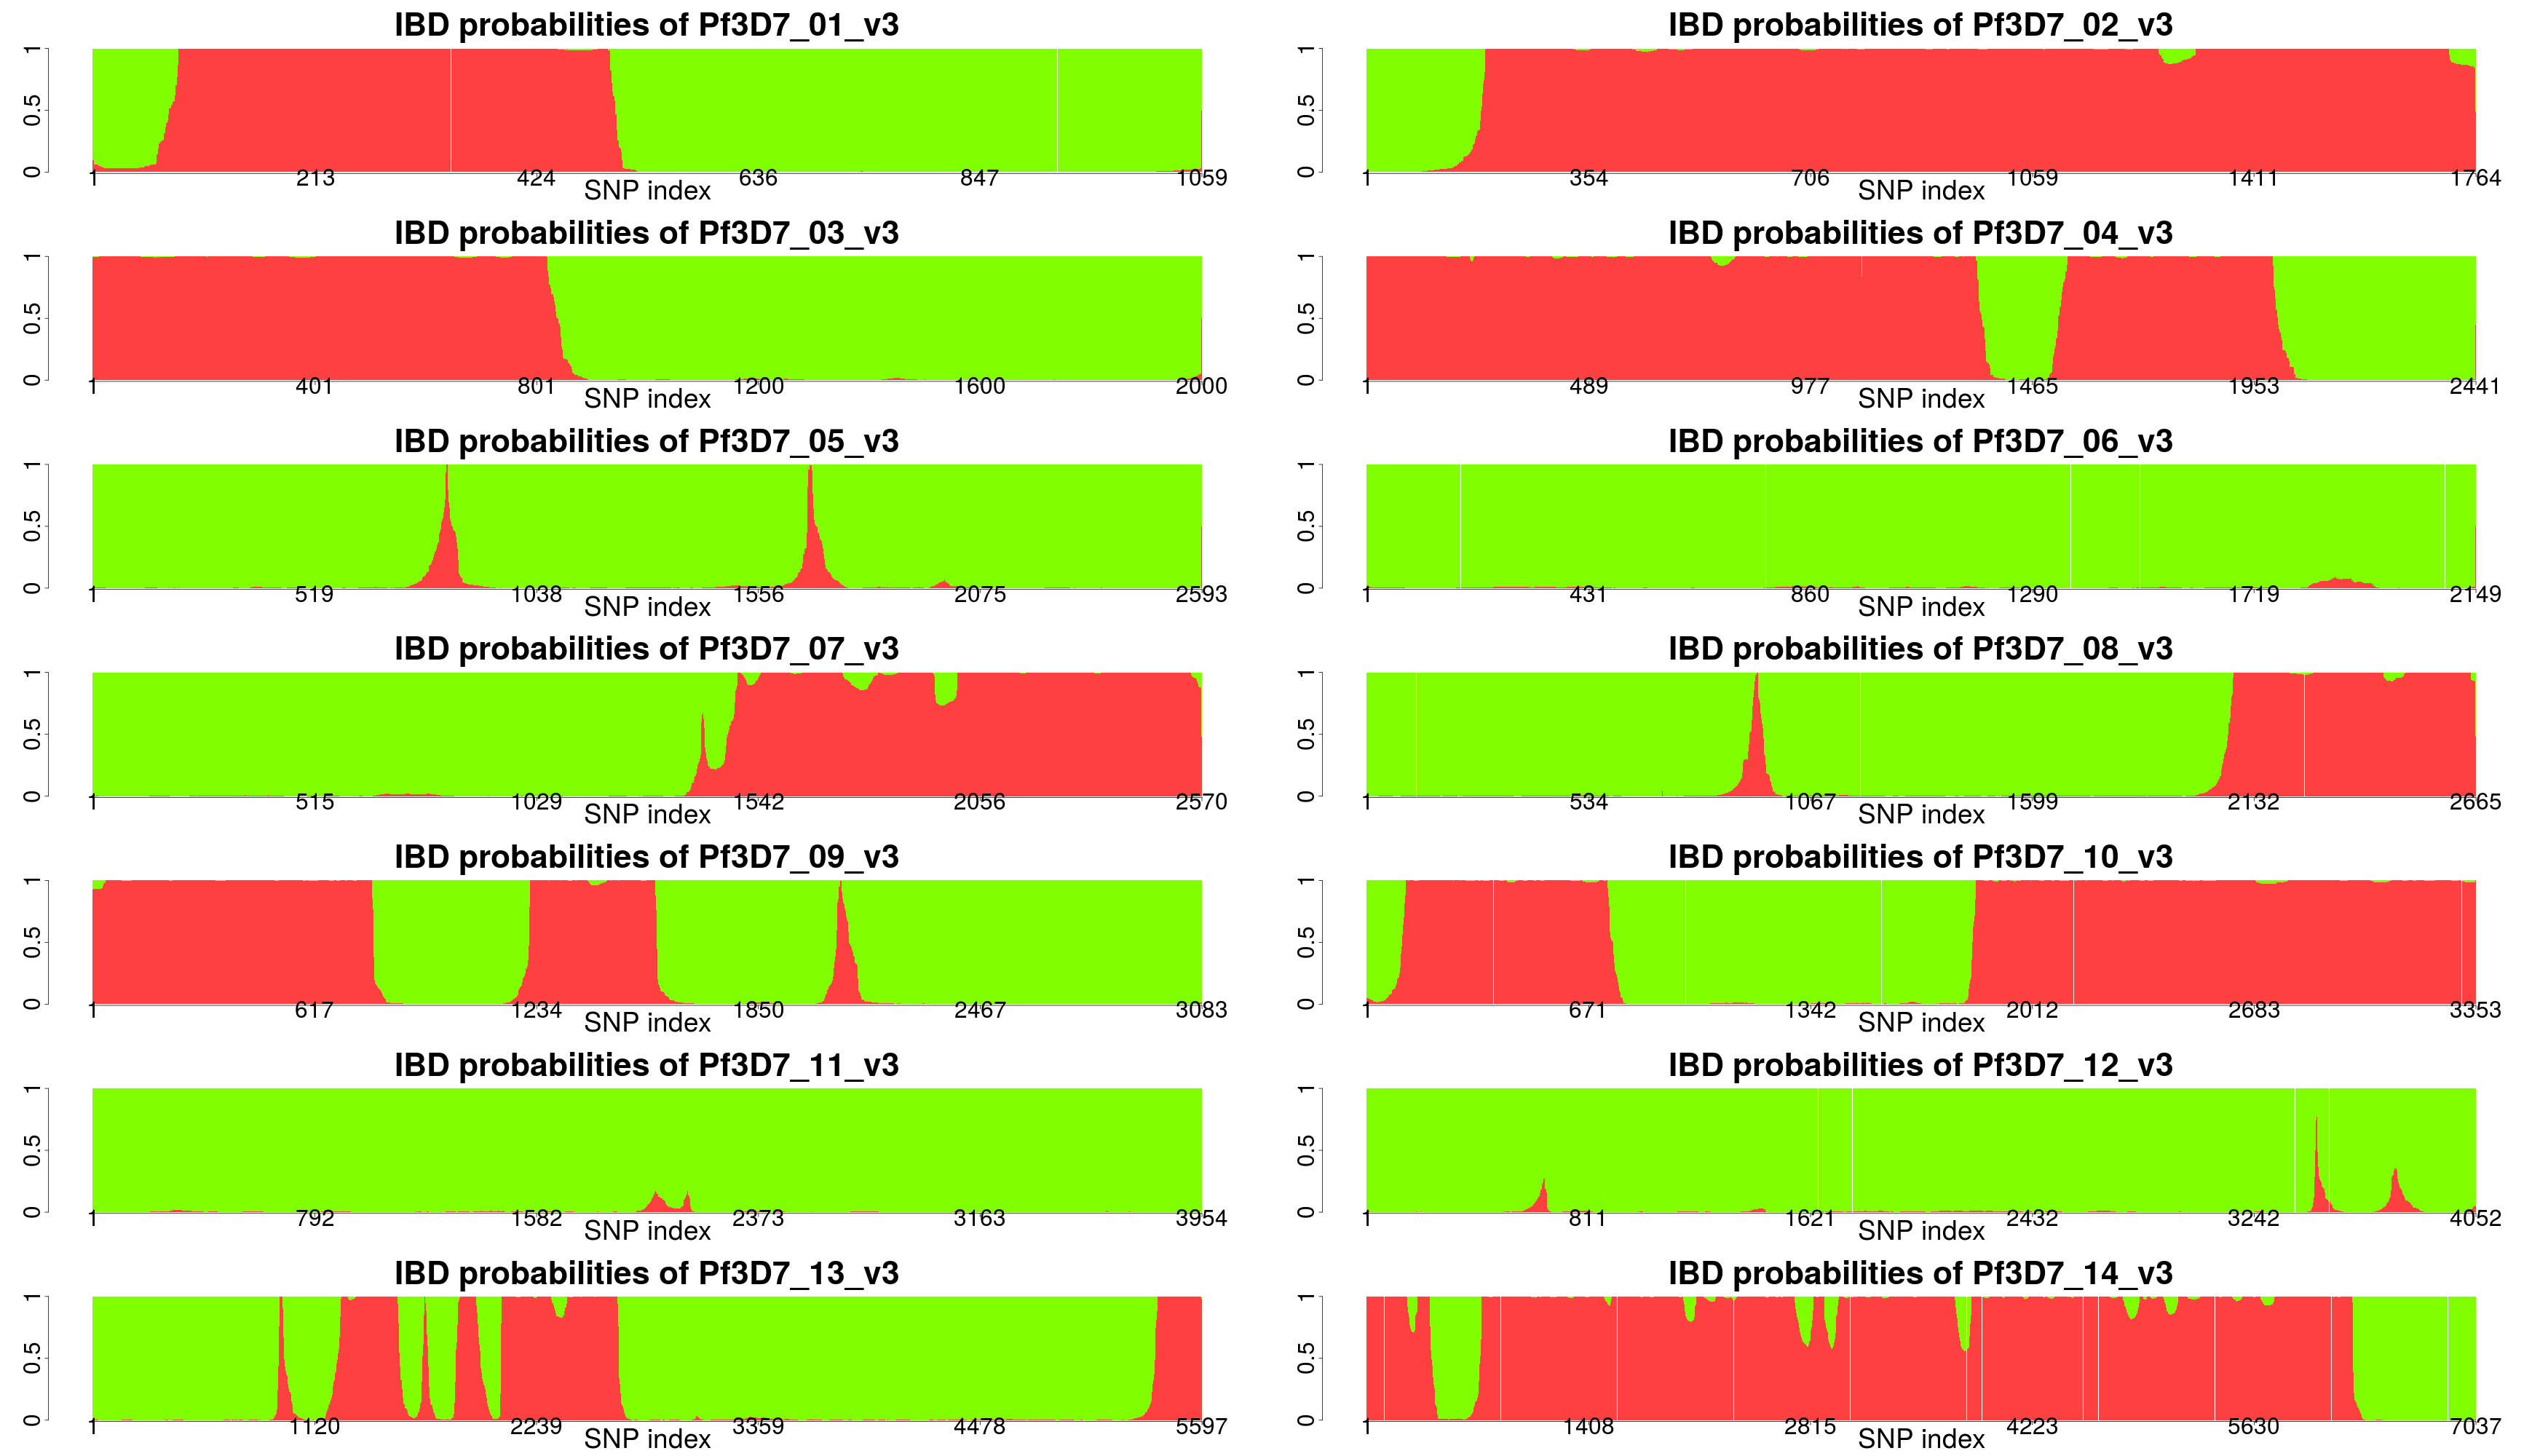 IBD probabilities of Pf3D7_01_v3
0 0.5 1
1 213 424 636 847 1059
SNP index
IBD probabilities of Pf3D7_02_v3
0 0.5 1
1 354 706 1059 1411 1764
SNP index
IBD probabilities of Pf3D7_03_v3
0 0.5 1
1 401 801 1200 1600 2000
SNP index
IBD probabilities of Pf3D7_04_v3
0 0.5 1
1 489 977 1465 1953 2441
SNP index
IBD probabilities of Pf3D7_05_v3
0 0.5 1
1 519 1038 1556 2075 2593
SNP index
IBD probabilities of Pf3D7_06_v3
0 0.5 1
1 431 860 1290 1719 2149
SNP index
IBD probabilities of Pf3D7_07_v3
0 0.5 1
1 515 1029 1542 2056 2570
SNP index
IBD probabilities of Pf3D7_08_v3
0 0.5 1
1 534 1067 1599 2132 2665
SNP index
IBD probabilities of Pf3D7_09_v3
0 0.5 1
1 617 1234 1850 2467 3083
SNP index
IBD probabilities of Pf3D7_10_v3
0 0.5 1
1 671 1342 2012 2683 3353
SNP index
IBD probabilities of Pf3D7_11_v3
0 0.5 1
1 792 1582 2373 3163 3954
SNP index
IBD probabilities of Pf3D7_12_v3
0 0.5 1
1 811 1621 2432 3242 4052
SNP index
IBD probabilities of Pf3D7_13_v3
0 0.5 1
1 1120 2239 3359 4478 5597
SNP index
IBD probabilities of Pf3D7_14_v3
0 0.5 1
1 1408 2815 4223 5630 7037
SNP index